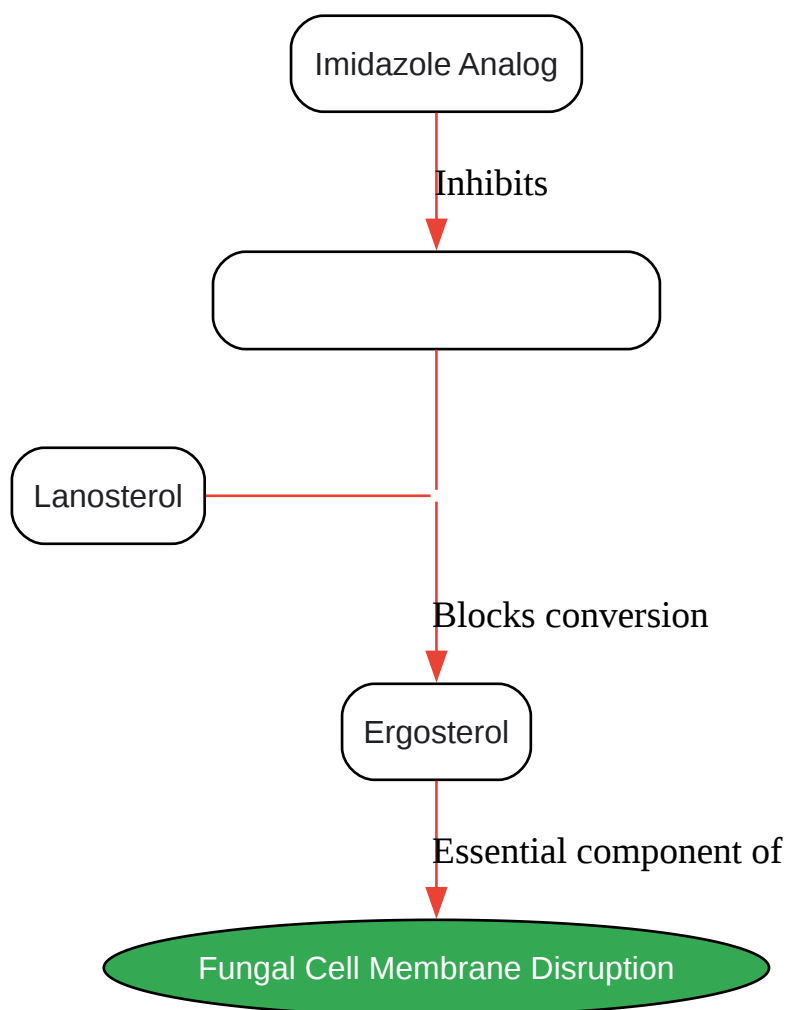 Imidazole Analog
Inhibits
Lanosterol
Blocks conversion
Ergosterol
Essential component of
Fungal Cell Membrane Disruption